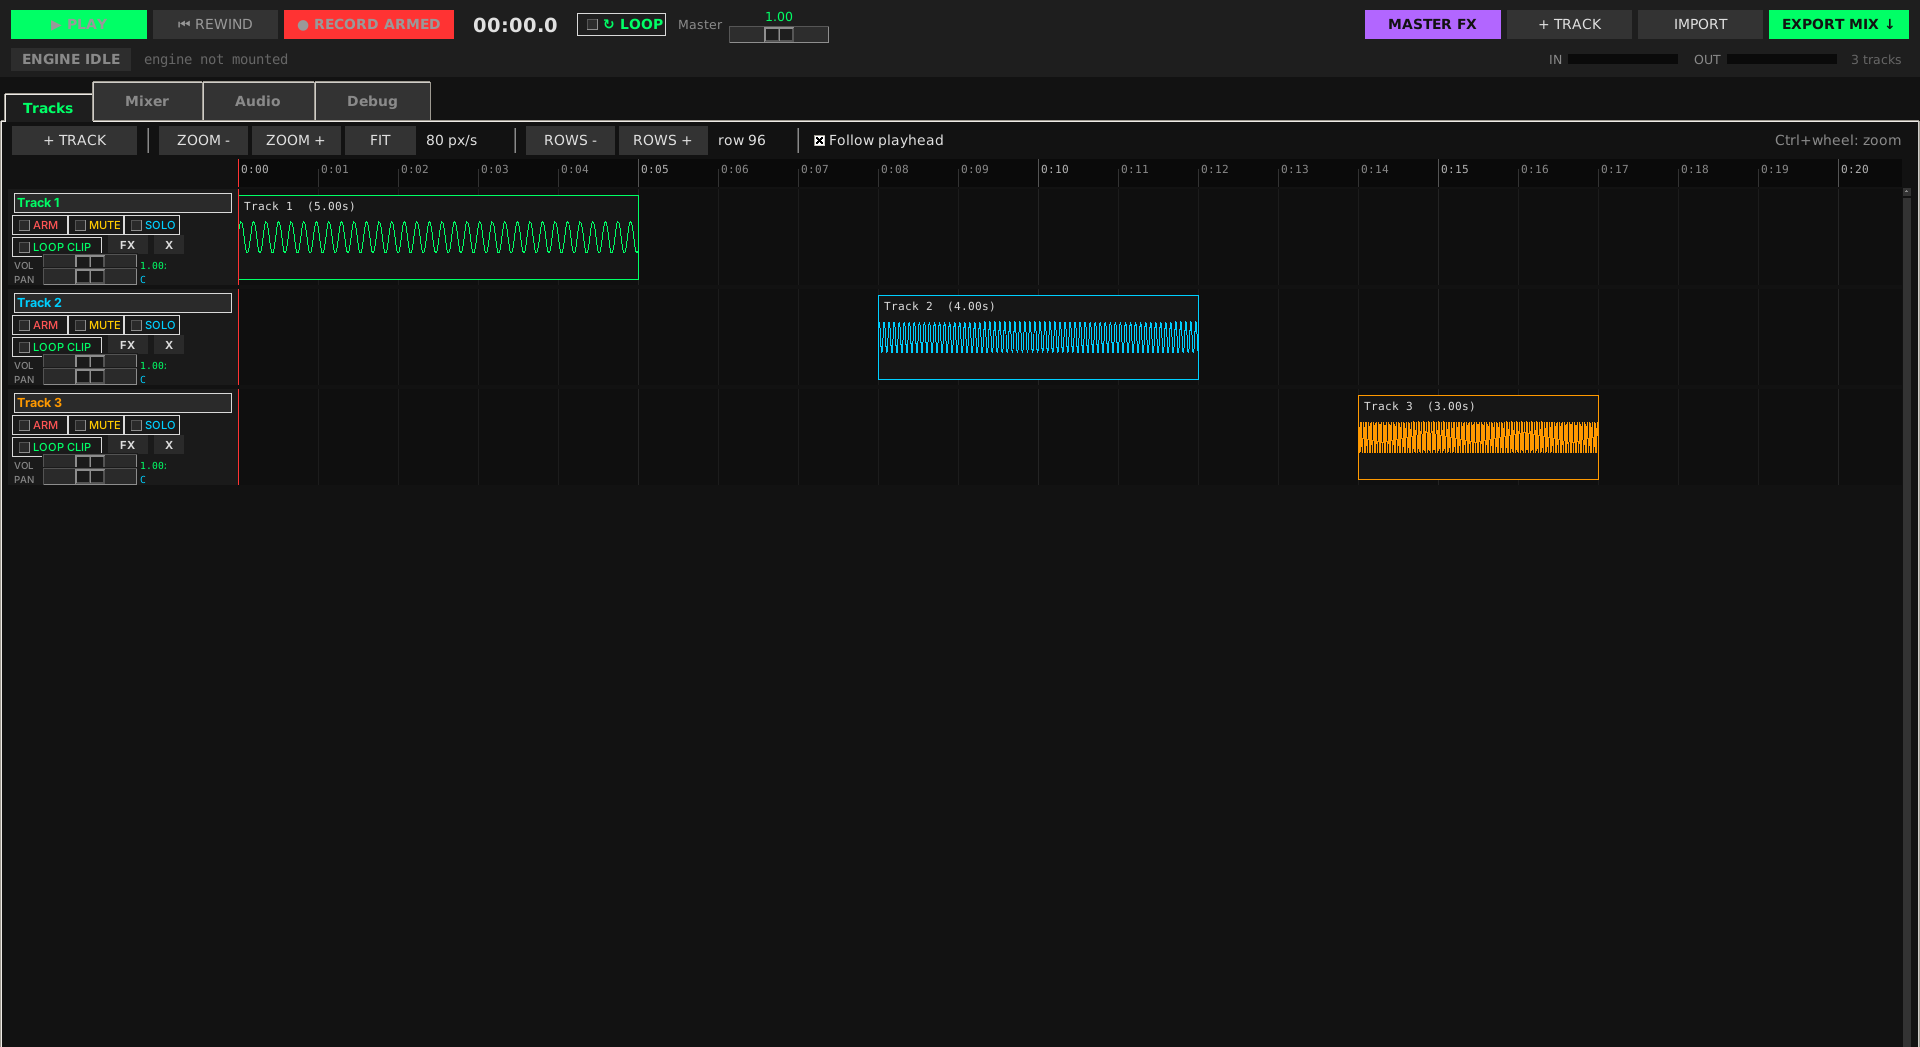 ▶ PLAY ⏮ REWIND ● RECORD ARMED 00:00.0 ↻ LOOP Master 1.00 MASTER FX + TRACK IMPORT EXPORT MIX ↓
ENGINE IDLE engine not mounted IN OUT 3 tracks
Tracks Mixer Audio Debug
+ TRACK ZOOM - ZOOM + FIT 80 px/s ROWS - ROWS + row 96 Follow playhead Ctrl+wheel: zoom
0:00 0:01 0:02 0:03 0:04 0:05 0:06 0:07 0:08 0:09 0:10 0:11 0:12 0:13 0:14 0:15 0:16 0:17 0:18 0:19 0:20
Track 1
ARM MUTE SOLO
LOOP CLIP FX X
VOL 1.00:
PAN C
Track 1 (5.00s)
Track 2
ARM MUTE SOLO
LOOP CLIP FX X
VOL 1.00:
PAN C
Track 2 (4.00s)
Track 3
ARM MUTE SOLO
LOOP CLIP FX X
VOL 1.00:
PAN C
Track 3 (3.00s)